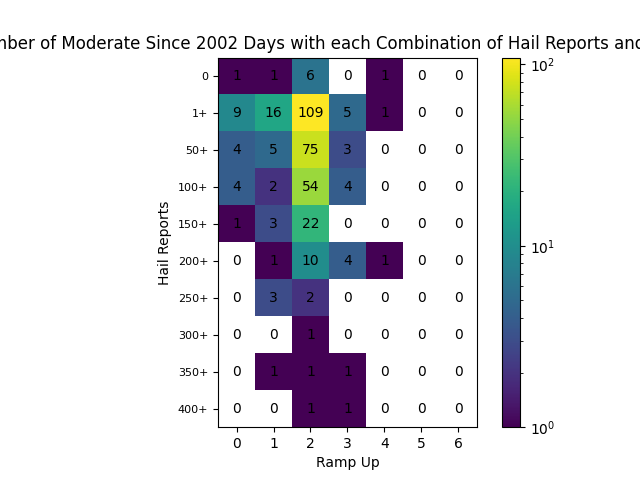 of Moderate Since 2002 Days with each Combination of Hail Reports and
0 1 1 6 0 1 0 0
1+ 9 16 109 5 1 0 0
50+ 4 5 75 3 0 0 0
100+ 4 2 54 4 0 0 0
150+ 1 3 22 0 0 0 0
200+ 0 1 10 4 1 0 0
250+ 0 3 2 0 0 0 0
300+ 0 0 1 0 0 0 0
350+ 0 1 1 1 0 0 0
400+ 0 0 1 1 0 0 0
0 1 2 3 4 5 6
Ramp Up
Hail Reports
10²
10¹
10⁰